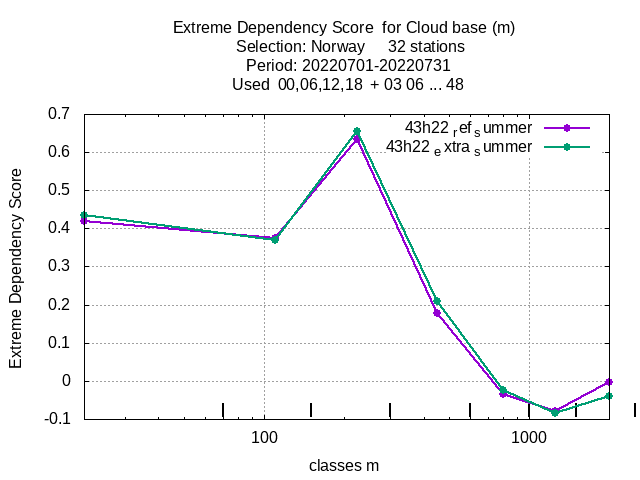 Extreme Dependency Score  for Cloud base (m)
Selection: Norway     32 stations
Period: 20220701-20220731
Used  00,06,12,18  + 03 06 ... 48
43h22 ref summer
43h22 extra summer
0.7
0.6
0.5
0.4
0.3
0.2
0.1
0
-0.1
Extreme Dependency Score
100 1000
classes m